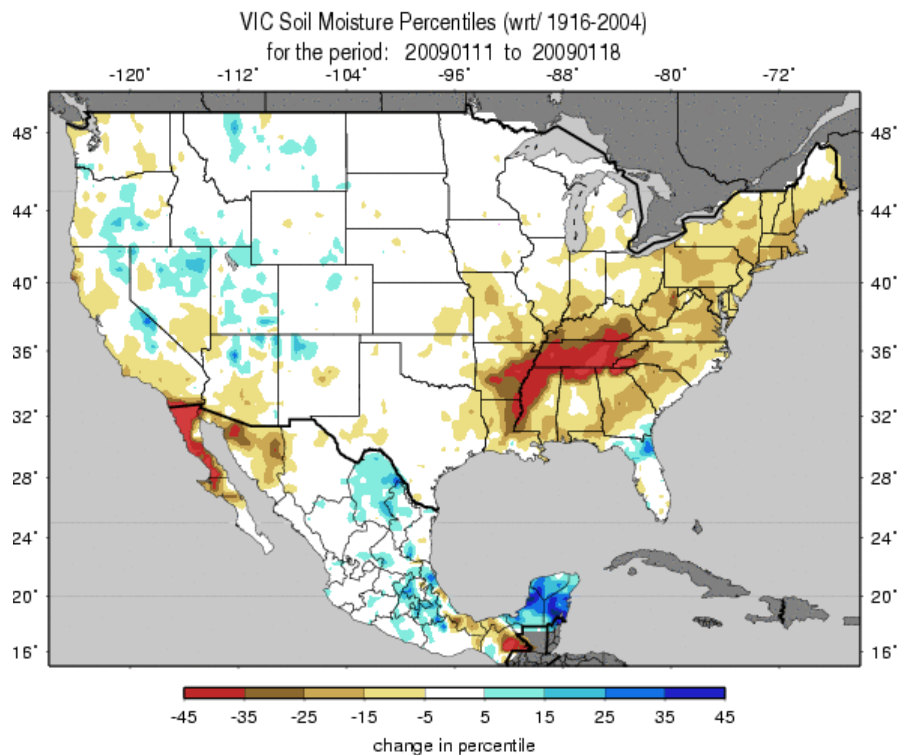 VIC Soil Moisture Percentiles (wrt/ 1916-2004)
for the period: 20090111 to 20090118
-120° -112° -104° -96° -88° -80° -72°
48° 48°
44° 44°
40° 40°
36° 36°
32° 32°
28° 28°
24° 24°
20° 20°
16° 16°
-45 -35 -25 -15 -5 5 15 25 35 45
change in percentile